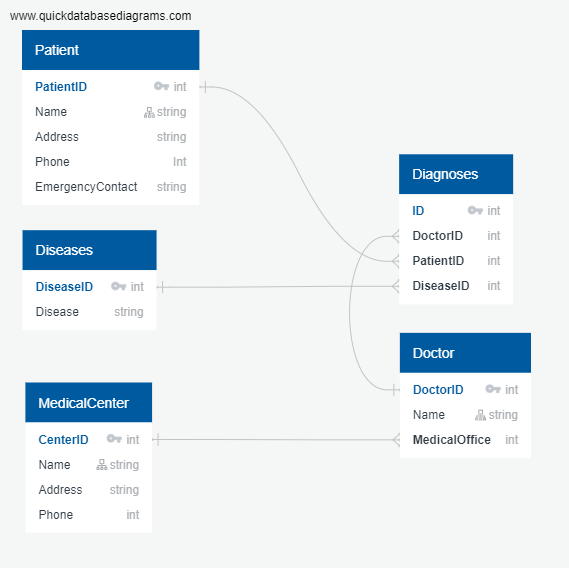 www.quickdatabasediagrams.com
Patient
PatientID int
Name string
Address string
Phone Int
EmergencyContact string
Diseases
DiseaseID int
Disease string
MedicalCenter
CenterID int
Name string
Address string
Phone int
Diagnoses
ID int
DoctorID int
PatientID int
DiseaseID int
Doctor
DoctorID int
Name string
MedicalOffice int